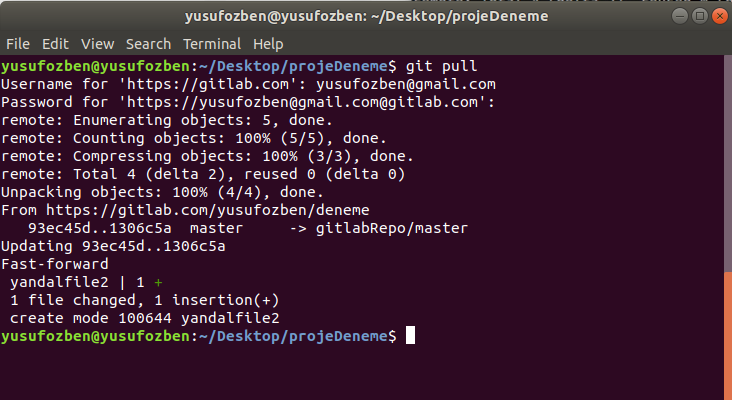 yusufozben@yusufozben: ~/Desktop/projeDeneme
File Edit View Search Terminal Help
yusufozben@yusufozben:~/Desktop/projeDeneme$ git pull
Username for 'https://gitlab.com': yusufozben@gmail.com
Password for 'https://yusufozben@gmail.com@gitlab.com':
remote: Enumerating objects: 5, done.
remote: Counting objects: 100% (5/5), done.
remote: Compressing objects: 100% (3/3), done.
remote: Total 4 (delta 2), reused 0 (delta 0)
Unpacking objects: 100% (4/4), done.
From https://gitlab.com/yusufozben/deneme
   93ec45d..1306c5a  master     -> gitlabRepo/master
Updating 93ec45d..1306c5a
Fast-forward
 yandalfile2 | 1 +
 1 file changed, 1 insertion(+)
 create mode 100644 yandalfile2
yusufozben@yusufozben:~/Desktop/projeDeneme$